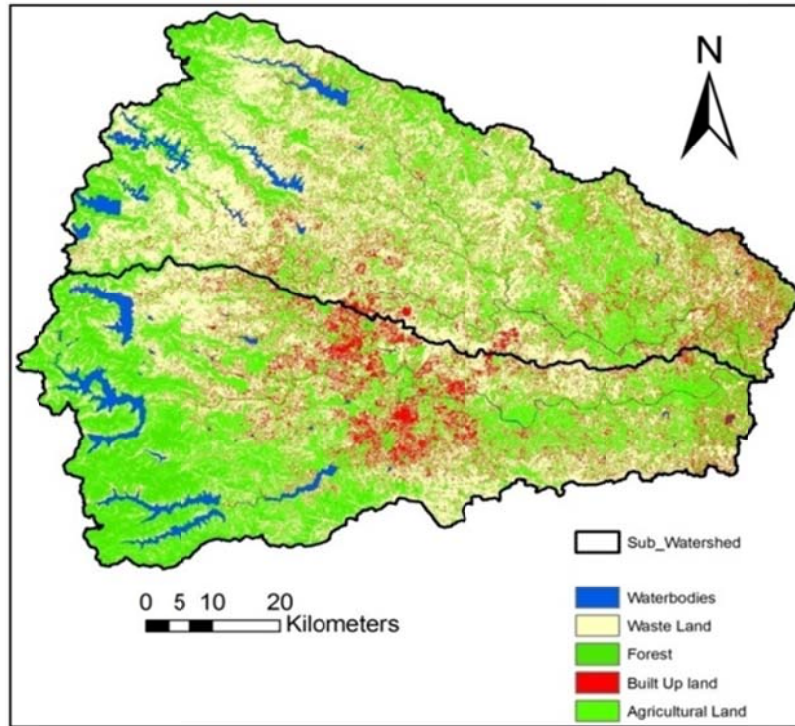 N
0 5 10 20
Kilometers
Sub_Watershed
Waterbodies
Waste Land
Forest
Built Up land
Agricultural Land